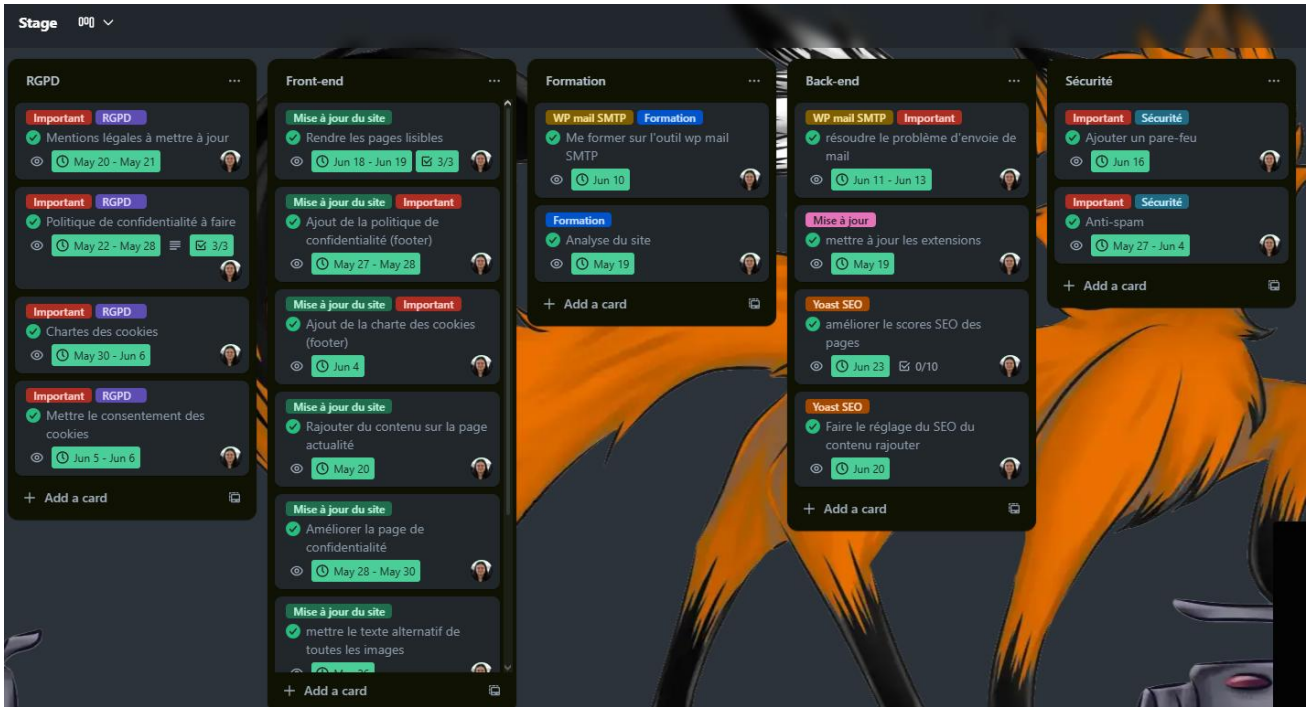 Stage
RGPD
Important RGPD
Mentions légales à mettre à jour
May 20 - May 21
Important RGPD
Politique de confidentialité à faire
May 22 - May 28 3/3
Important RGPD
Chartes des cookies
May 30 - Jun 6
Important RGPD
Mettre le consentement des
cookies
Jun 5 - Jun 6
+ Add a card
Front-end
Mise à jour du site
Rendre les pages lisibles
Jun 18 - Jun 19 3/3
Mise à jour du site Important
Ajout de la politique de
confidentialité (footer)
May 27 - May 28
Mise à jour du site Important
Ajout de la charte des cookies
(footer)
Jun 4
Mise à jour du site
Rajouter du contenu sur la page
actualité
May 20
Mise à jour du site
Améliorer la page de
confidentialité
May 28 - May 30
Mise à jour du site
mettre le texte alternatif de
toutes les images
+ Add a card
Formation
WP mail SMTP Formation
Me former sur l'outil wp mail
SMTP
Jun 10
Formation
Analyse du site
May 19
+ Add a card
Back-end
WP mail SMTP Important
résoudre le problème d'envoie de
mail
Jun 11 - Jun 13
Mise à jour
mettre à jour les extensions
May 19
Yoast SEO
améliorer le scores SEO des
pages
Jun 23 0/10
Yoast SEO
Faire le réglage du SEO du
contenu rajouter
Jun 20
+ Add a card
Sécurité
Important Sécurité
Ajouter un pare-feu
Jun 16
Important Sécurité
Anti-spam
May 27 - Jun 4
+ Add a card